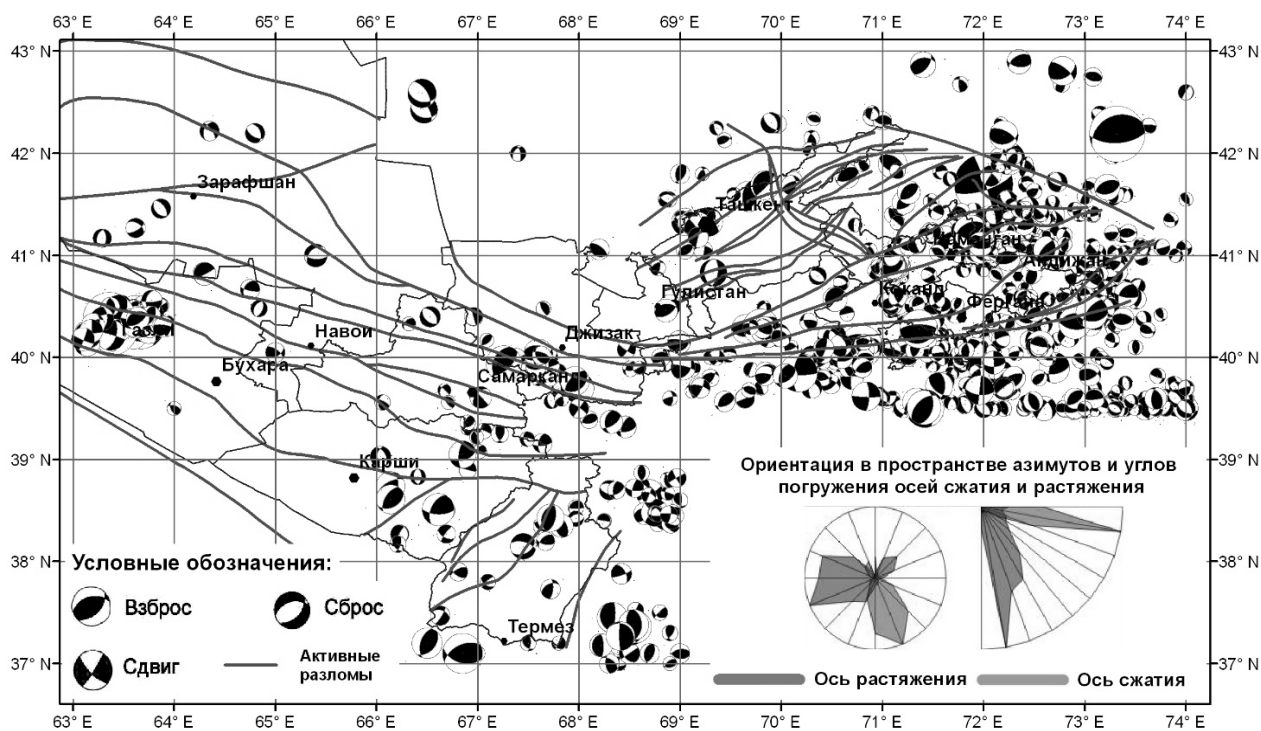 63° E 64° E 65° E 66° E 67° E 68° E 69° E 70° E 71° E 72° E 73° E 74° E
43° N 43° N
42° N 42° N
Зарафшан
Ташкент
41° N 41° N
Наманган
Андижан
Гулистан
Коканд
Фергана
Газли
Навои
Джизак
40° N 40° N
Бухара
Самарканд
39° N 39° N
Карши
Ориентация в пространстве азимутов и углов
погружения осей сжатия и растяжения
38° N 38° N
Условные обозначения:
Взброс
Сброс
Сдвиг
Активные
разломы
Термез
37° N 37° N
Ось растяжения
Ось сжатия
63° E 64° E 65° E 66° E 67° E 68° E 69° E 70° E 71° E 72° E 73° E 74° E